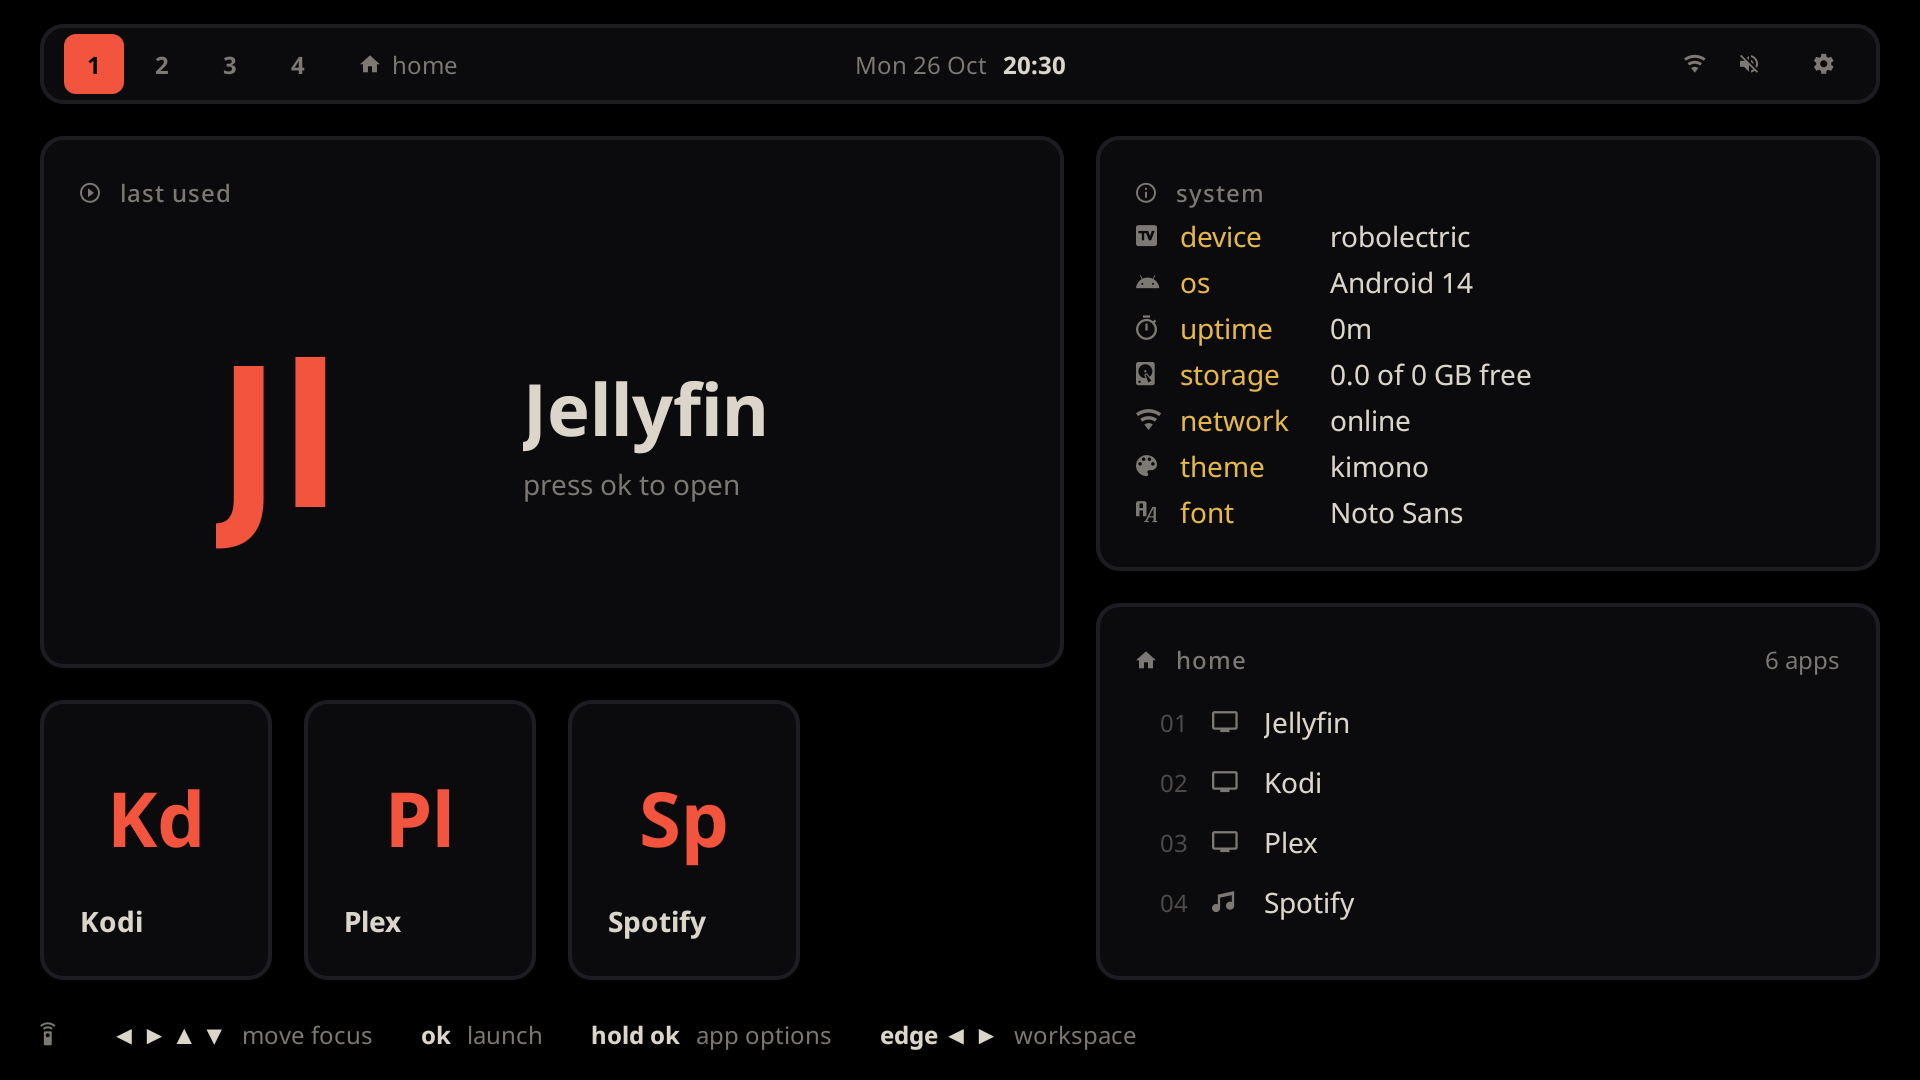 1 2 3 4 home Mon 26 Oct 20:30
last used
Jl
Jellyfin
press ok to open
Kd
Kodi
Pl
Plex
Sp
Spotify
system
device robolectric
os Android 14
uptime 0m
storage 0.0 of 0 GB free
network online
theme kimono
font Noto Sans
home 6 apps
01 Jellyfin
02 Kodi
03 Plex
04 Spotify
◀ ▶ ▲ ▼ move focus ok launch hold ok app options edge ◀ ▶ workspace